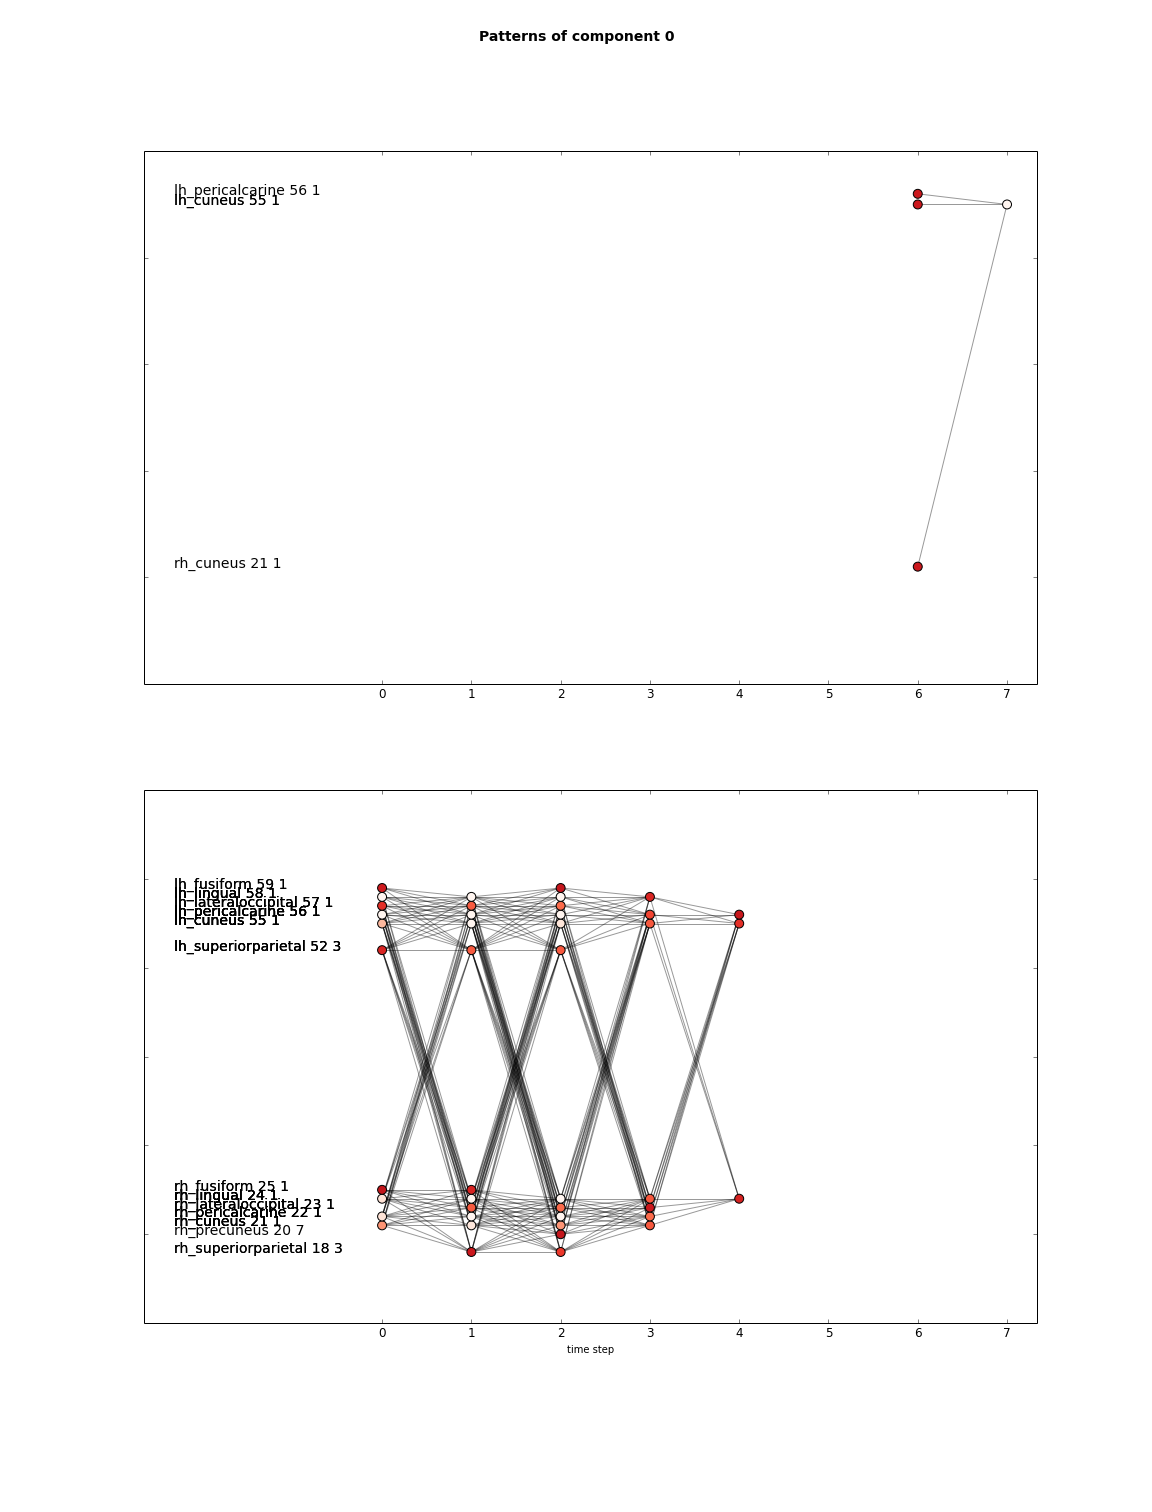 Patterns of component 0
lh_pericalcarine 56 1
lh_cuneus 55 1
rh_cuneus 21 1
0 1 2 3 4 5 6 7
lh_fusiform 59 1
lh_lingual 58 1
lh_lateraloccipital 57 1
lh_pericalcarine 56 1
lh_cuneus 55 1
lh_superiorparietal 52 3
rh_fusiform 25 1
rh_lingual 24 1
rh_lateraloccipital 23 1
rh_pericalcarine 22 1
rh_cuneus 21 1
rh_precuneus 20 7
rh_superiorparietal 18 3
0 1 2 3 4 5 6 7
time step